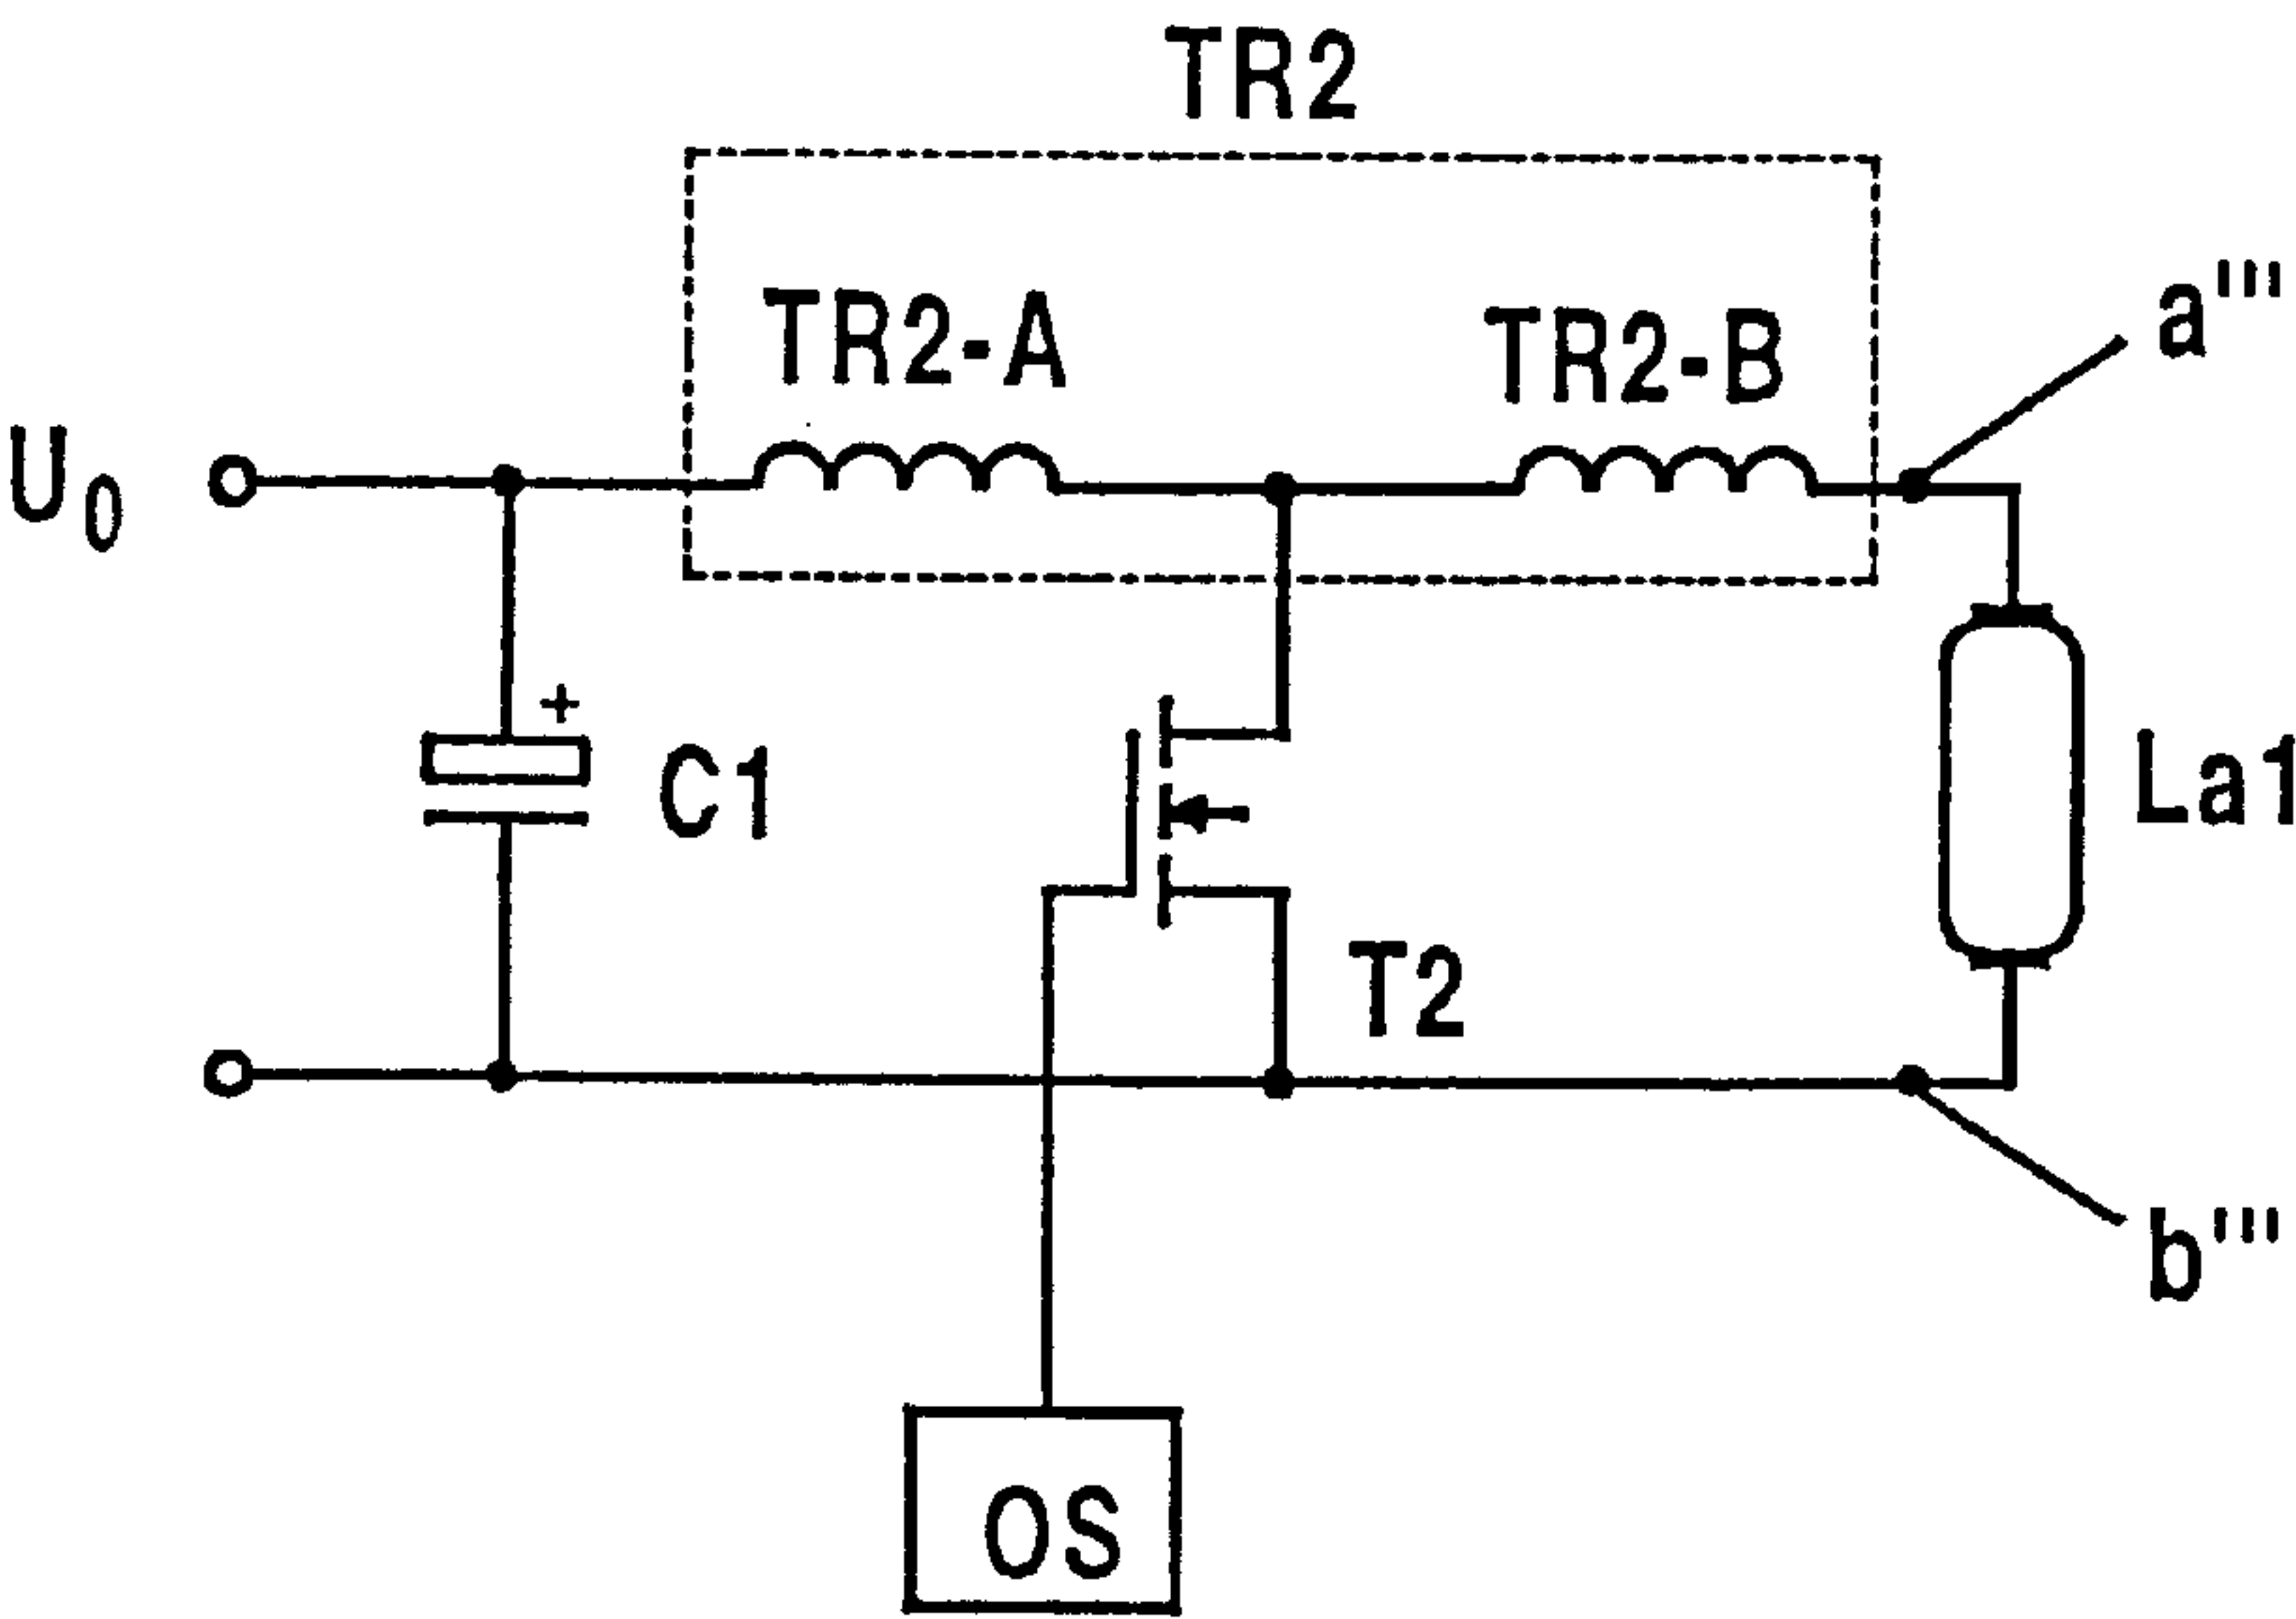 TR2
TR2-A
TR2-B
a'''
U0
+
C1
La1
T2
b'''
OS